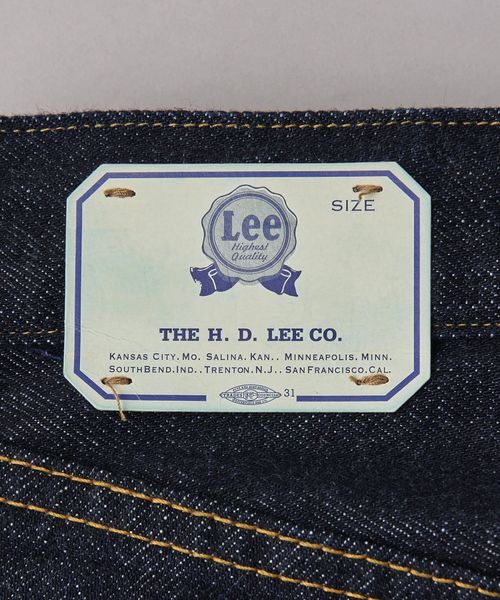 SIZE
Lee
Highest
Quality
THE H. D. LEE CO.
KANSAS CITY. MO. SALINA. KAN.. MINNEAPOLIS. MINN.
SOUTHBEND. IND.. TRENTON. N.J.. SANFRANCISCO. CAL.
31